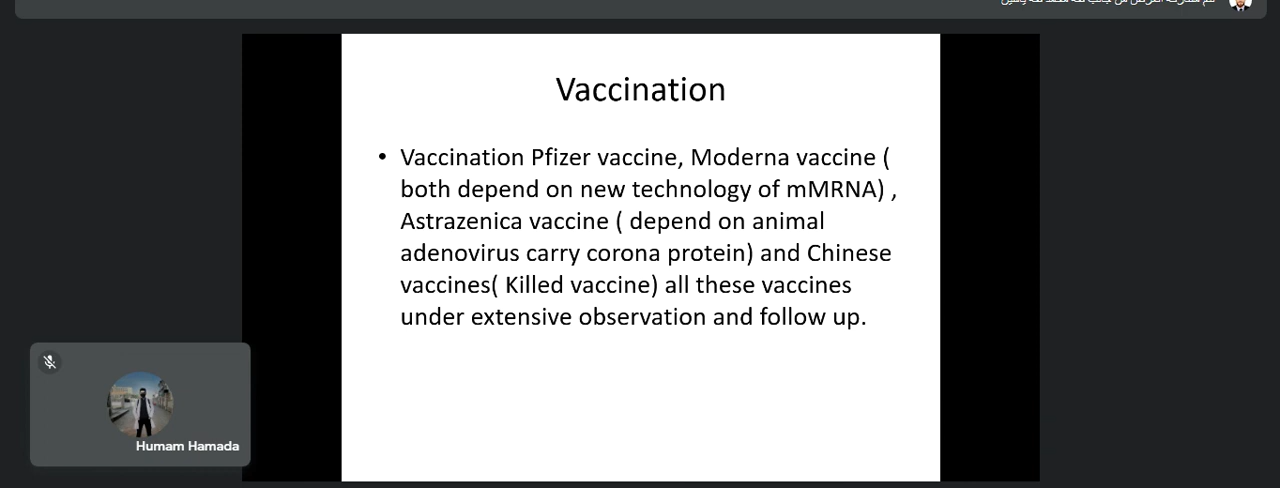 Vaccination
• Vaccination Pfizer vaccine, Moderna vaccine (
both depend on new technology of mMRNA) ,
Astrazenica vaccine ( depend on animal
adenovirus carry corona protein) and Chinese
vaccines( Killed vaccine) all these vaccines
under extensive observation and follow up.
Humam Hamada